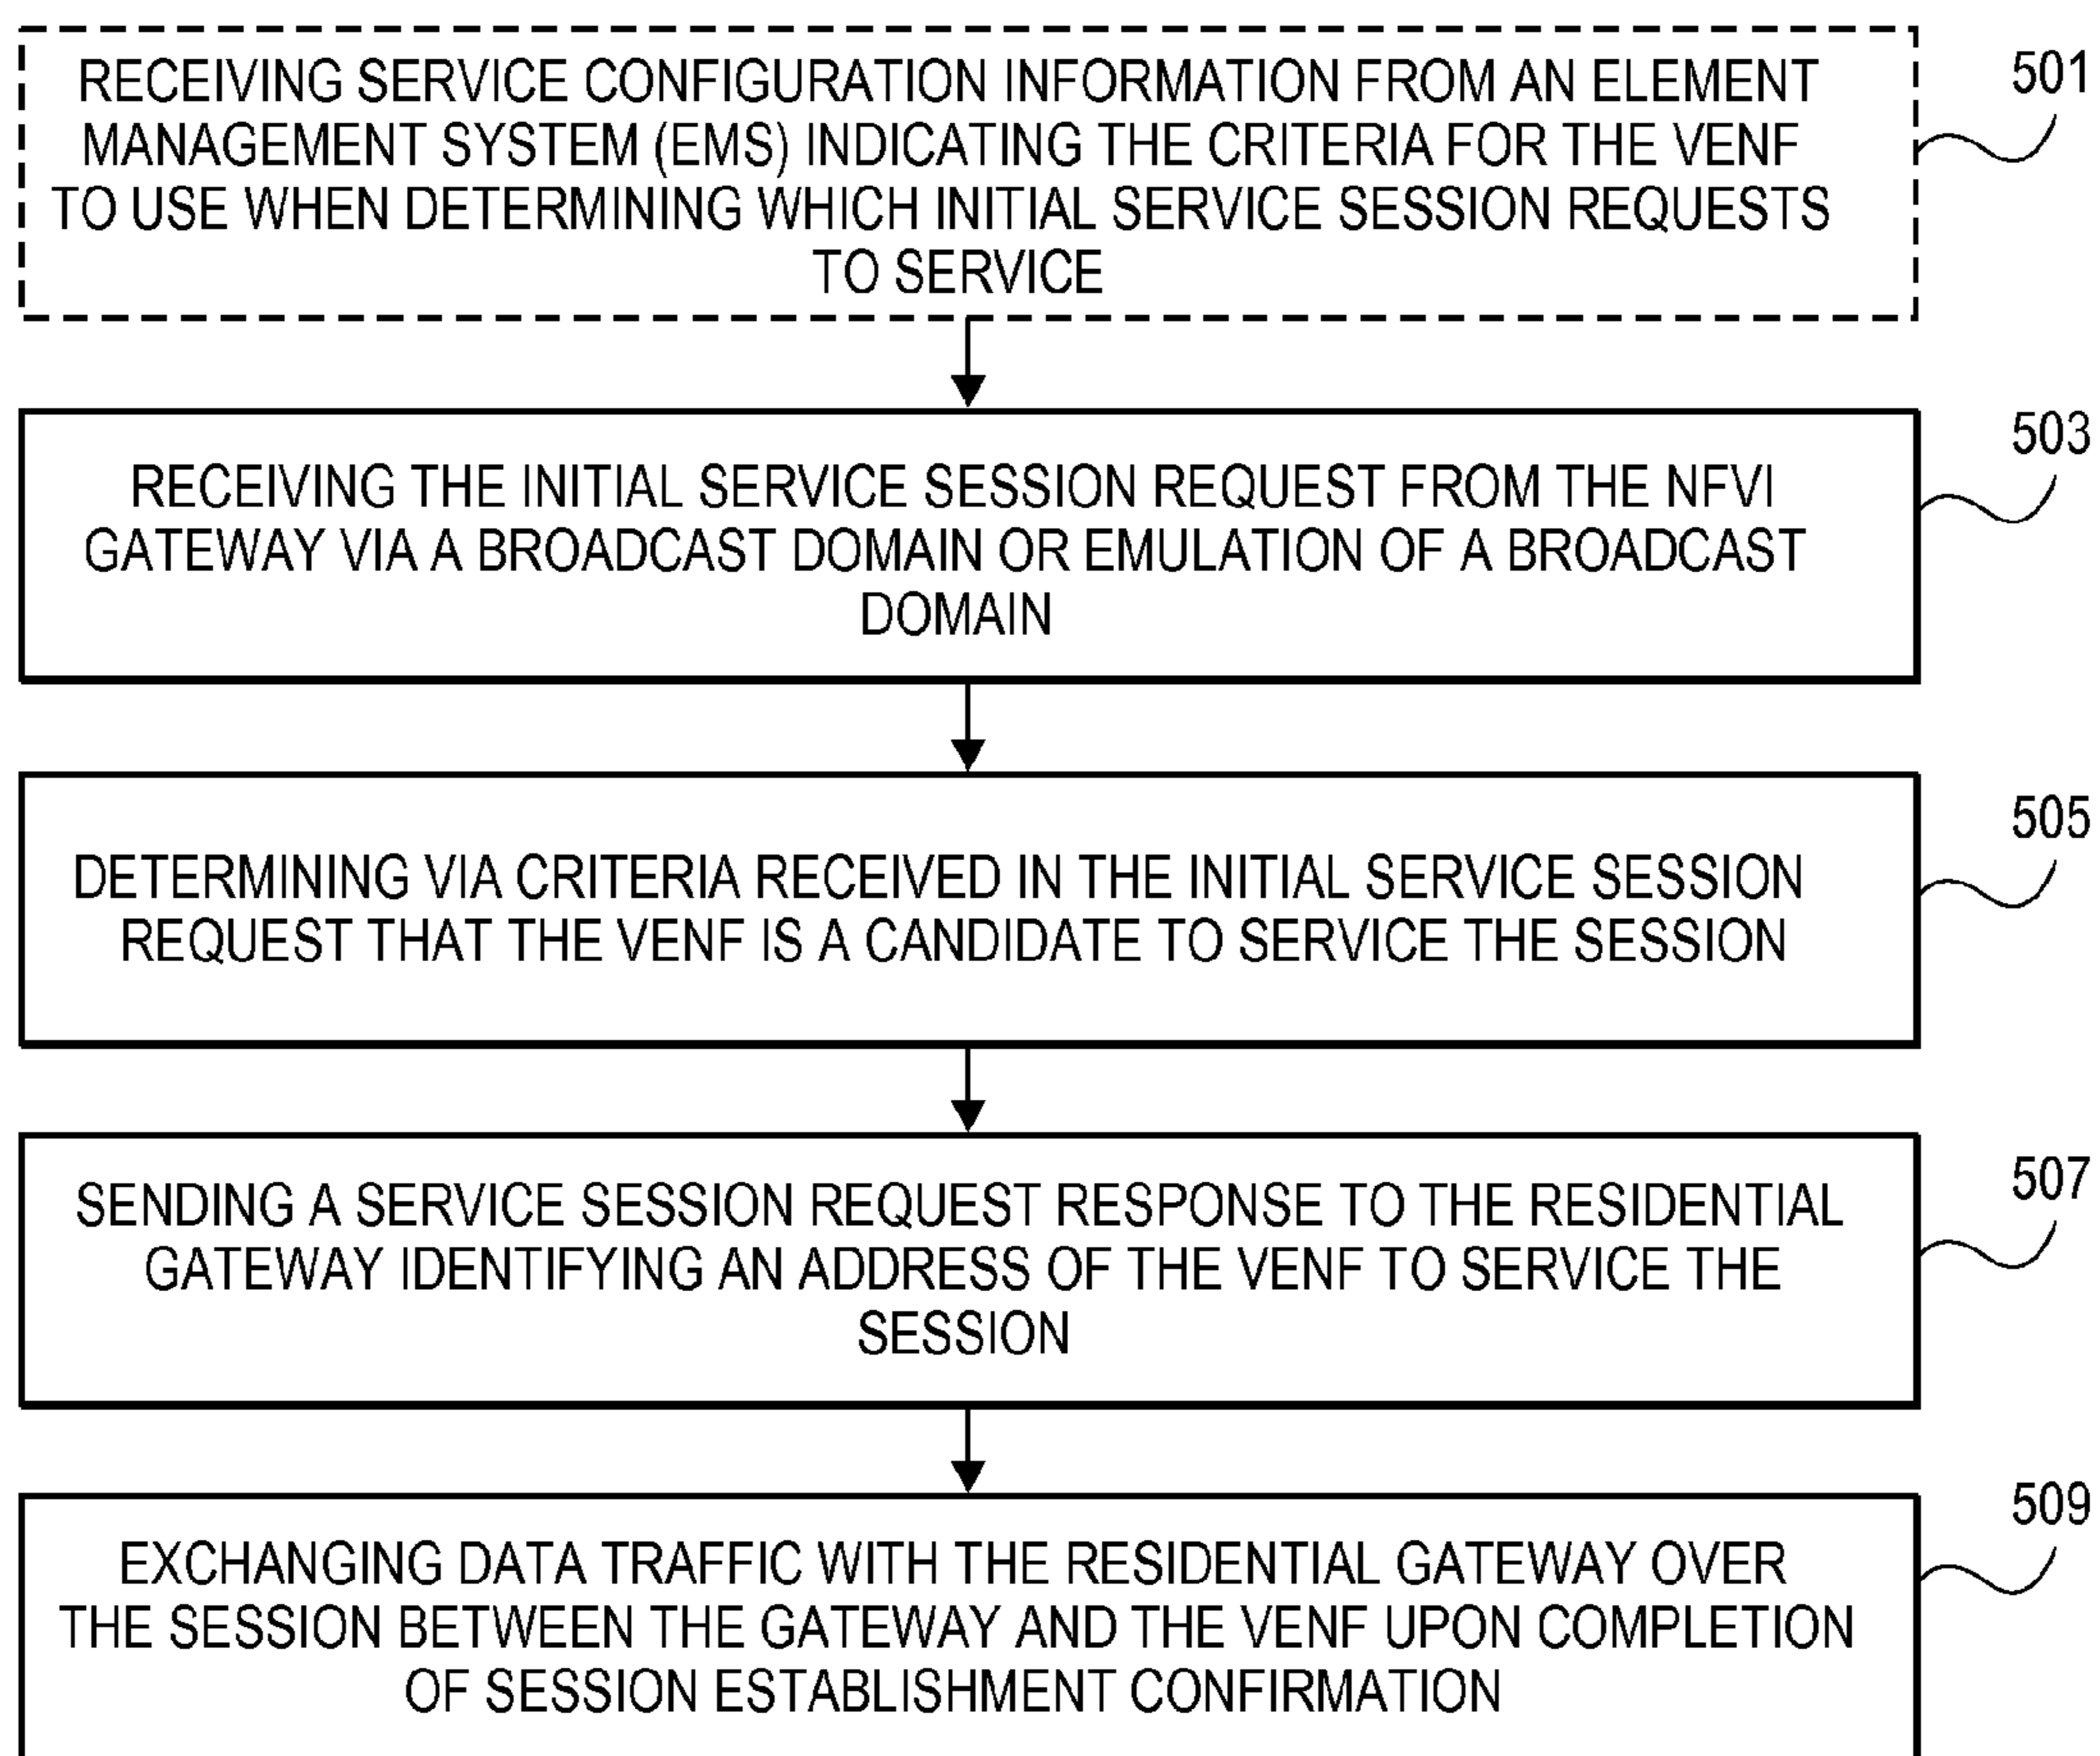 RECEIVING SERVICE CONFIGURATION INFORMATION FROM AN ELEMENT
MANAGEMENT SYSTEM (EMS) INDICATING THE CRITERIA FOR THE VENF
TO USE WHEN DETERMINING WHICH INITIAL SERVICE SESSION REQUESTS
TO SERVICE
501
RECEIVING THE INITIAL SERVICE SESSION REQUEST FROM THE NFVI
GATEWAY VIA A BROADCAST DOMAIN OR EMULATION OF A BROADCAST
DOMAIN
503
DETERMINING VIA CRITERIA RECEIVED IN THE INITIAL SERVICE SESSION
REQUEST THAT THE VENF IS A CANDIDATE TO SERVICE THE SESSION
505
SENDING A SERVICE SESSION REQUEST RESPONSE TO THE RESIDENTIAL
GATEWAY IDENTIFYING AN ADDRESS OF THE VENF TO SERVICE THE
SESSION
507
EXCHANGING DATA TRAFFIC WITH THE RESIDENTIAL GATEWAY OVER
THE SESSION BETWEEN THE GATEWAY AND THE VENF UPON COMPLETION
OF SESSION ESTABLISHMENT CONFIRMATION
509